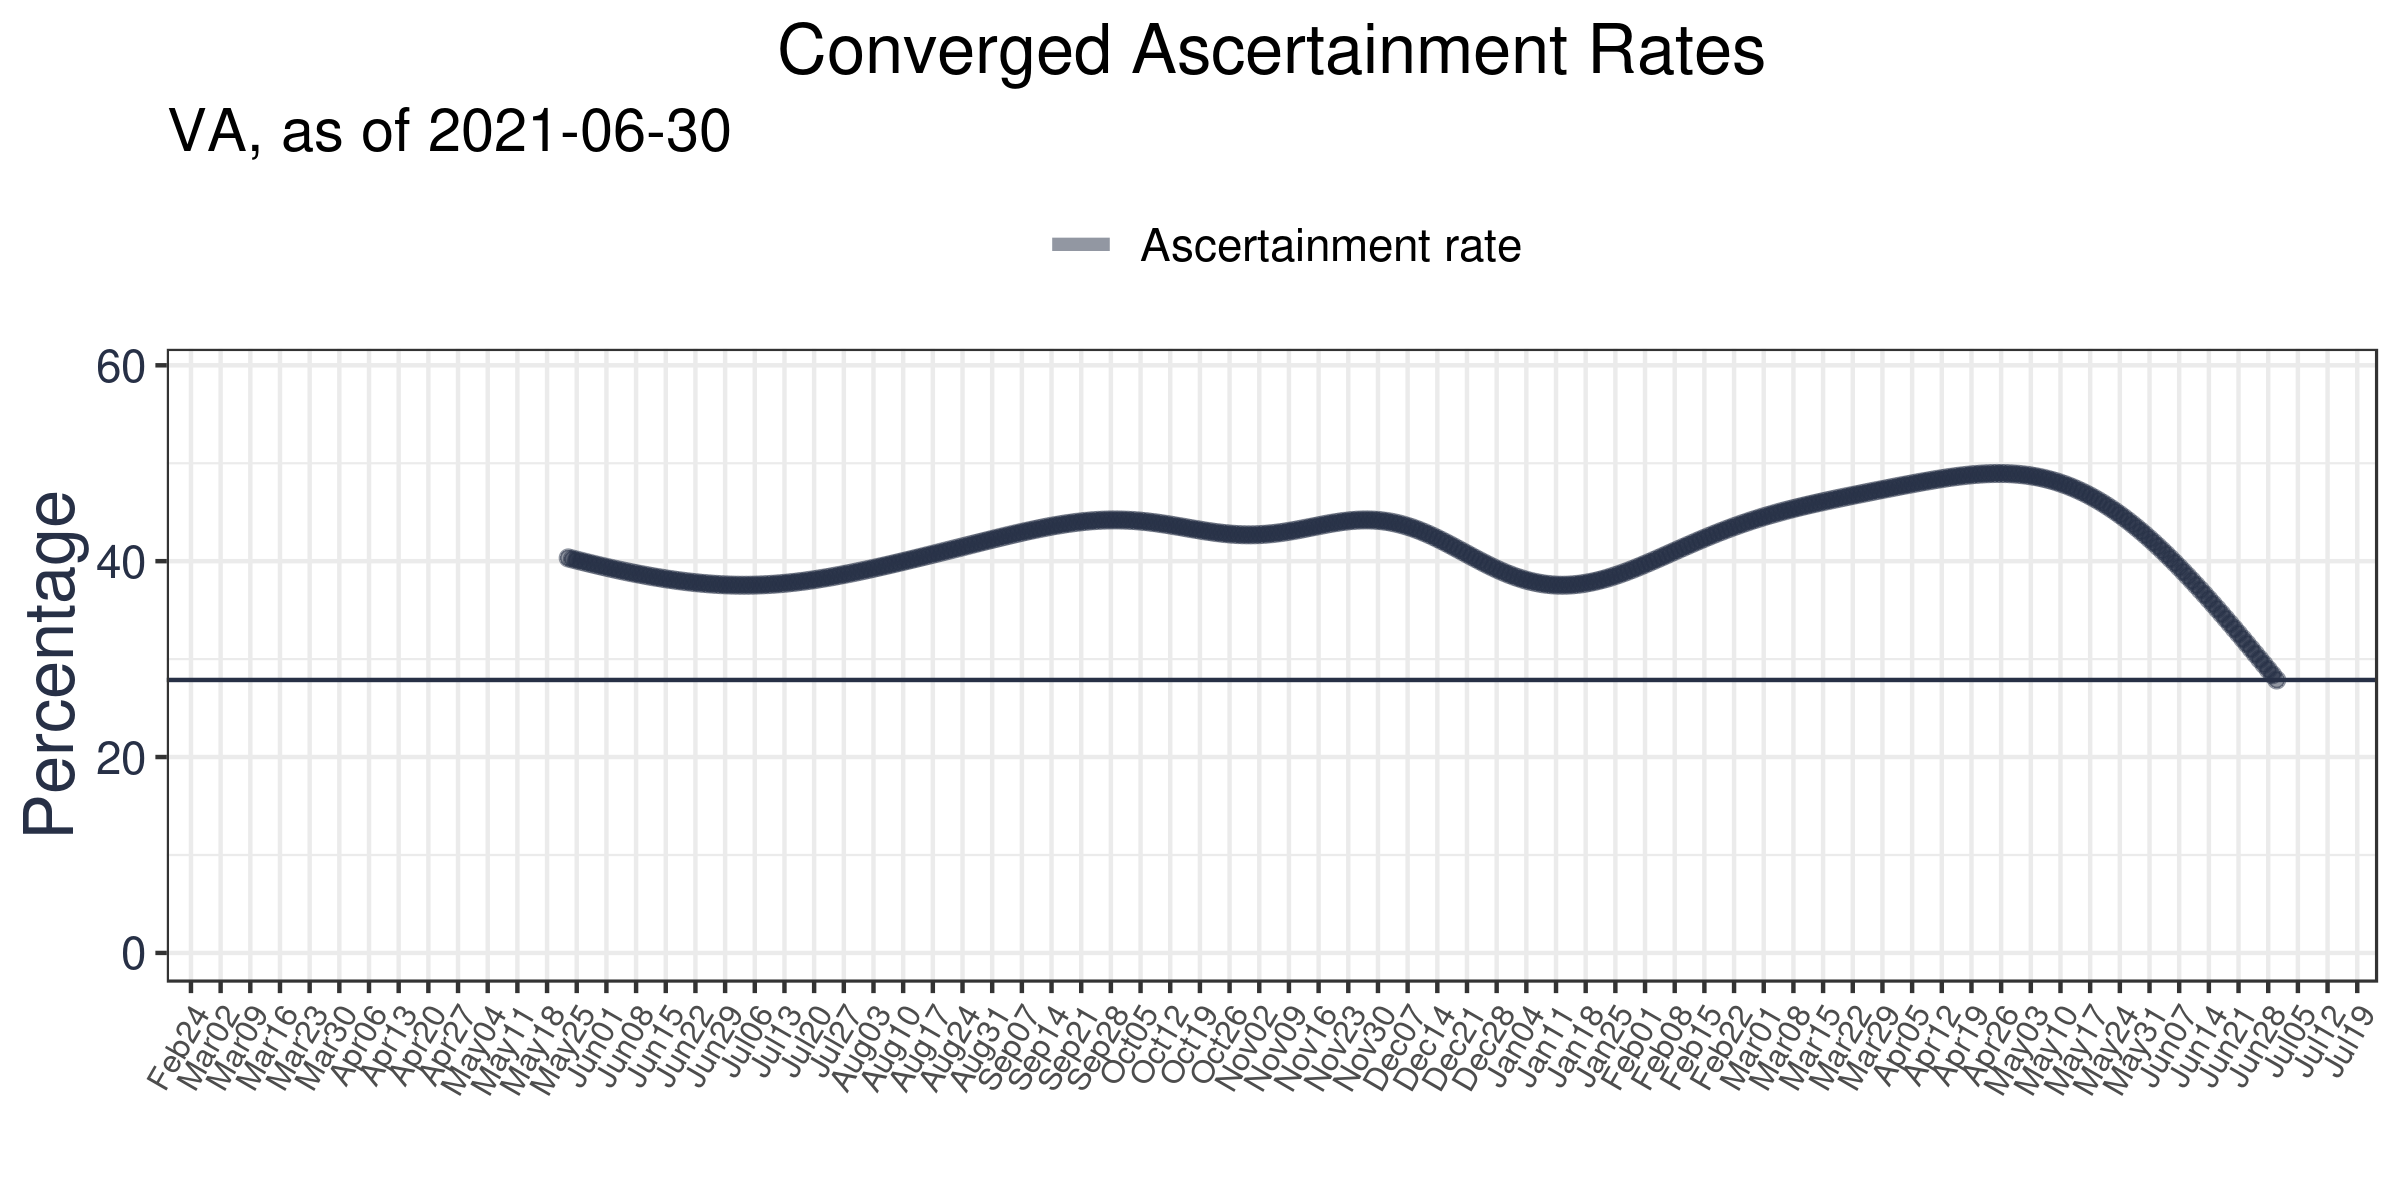 Converged Ascertainment Rates
VA, as of 2021-06-30
Ascertainment rate
Percentage
60
40
20
0
Feb24
Mar02
Mar09
Mar16
Mar23
Mar30
Apr06
Apr13
Apr20
Apr27
May04
May11
May18
May25
Jun01
Jun08
Jun15
Jun22
Jun29
Jul06
Jul13
Jul20
Jul27
Aug03
Aug10
Aug17
Aug24
Aug31
Sep07
Sep14
Sep21
Sep28
Oct05
Oct12
Oct19
Oct26
Nov02
Nov09
Nov16
Nov23
Nov30
Dec07
Dec14
Dec21
Dec28
Jan04
Jan11
Jan18
Jan25
Feb01
Feb08
Feb15
Feb22
Mar01
Mar08
Mar15
Mar22
Mar29
Apr05
Apr12
Apr19
Apr26
May03
May10
May17
May24
May31
Jun07
Jun14
Jun21
Jun28
Jul05
Jul12
Jul19